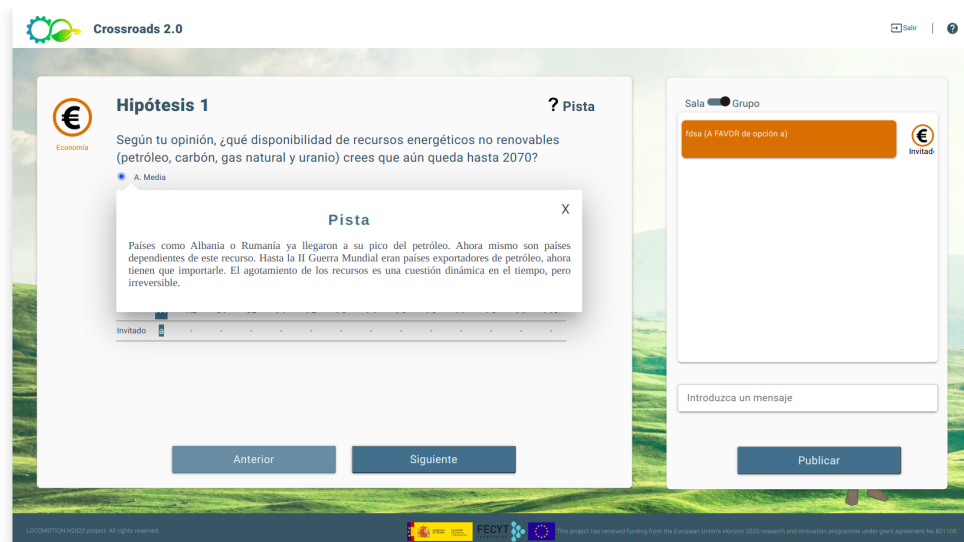 Crossroads 2.0
Salir
?
Hipótesis 1
? Pista
€
Economía
Según tu opinión, ¿qué disponibilidad de recursos energéticos no renovables
(petróleo, carbón, gas natural y uranio) crees que aún queda hasta 2070?
A. Media
Pista
X
Países como Albania o Rumanía ya llegaron a su pico del petróleo. Ahora mismo son países
dependientes de este recurso. Hasta la II Guerra Mundial eran países exportadores de petróleo, ahora
tienen que importarle. El agotamiento de los recursos es una cuestión dinámica en el tiempo, pero
irreversible.
Invitado B - - - - - - - - - - - - -
Anterior
Siguiente
Sala Grupo
fdsa (A FAVOR de opción a)
€
Invitado
Introduzca un mensaje
Publicar
LOCOMOTION H2020 project. All rights reserved.
FECYT
This project has received funding from the European Union's Horizon 2020 research and innovation programme under grant agreement No 821105